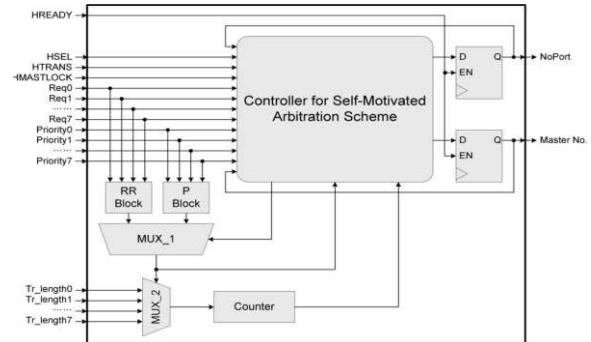 HREADY
HSEL
HTRANS
HMASTLOCK
Req0
Req1
......
Req7
Priority0
Priority1
......
Priority7
Controller for Self-Motivated
Arbitration Scheme
D Q
EN
NoPort
D Q
EN
Master No.
RR
Block
P
Block
MUX_1
Tr_length0
Tr_length1
......
Tr_length7
MUX_2
Counter